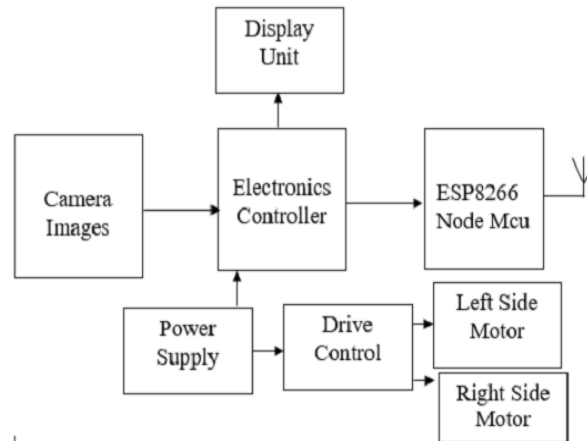 Display
Unit
Camera
Images
Electronics
Controller
ESP8266
Node Mcu
Power
Supply
Drive
Control
Left Side
Motor
Right Side
Motor